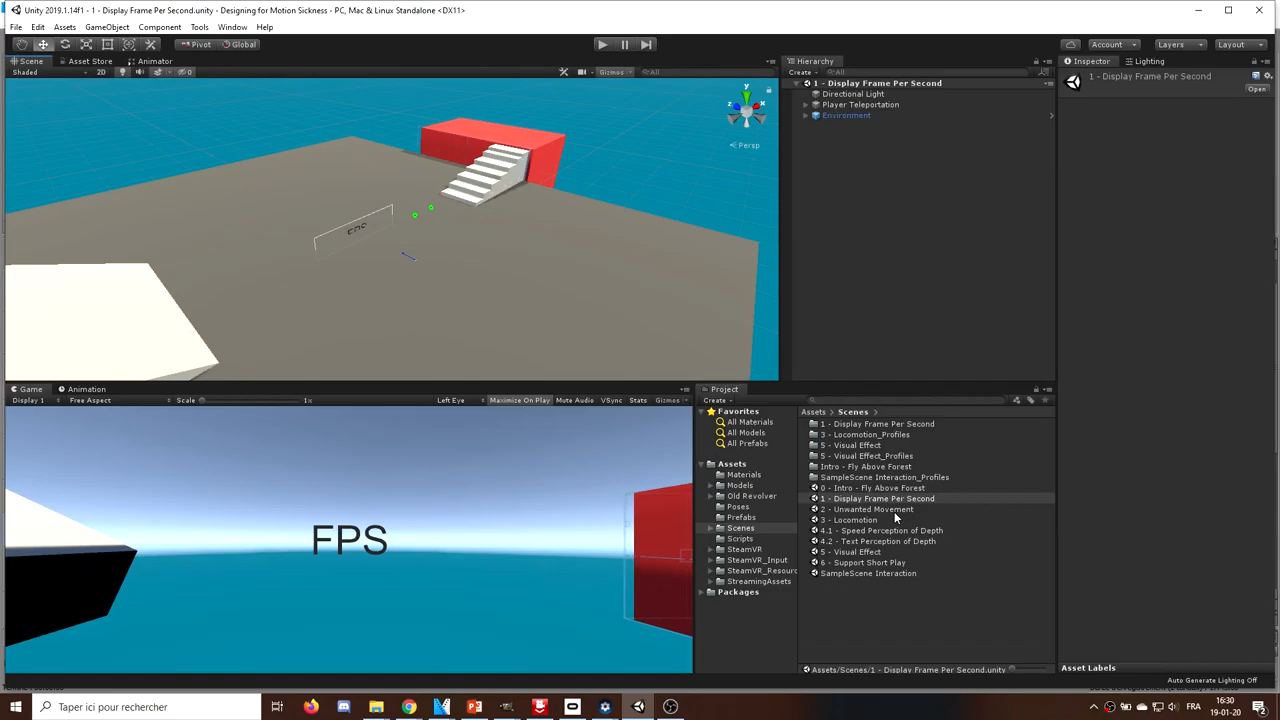 Unity 2019.1.14f1 - 1 - Display Frame Per Second.unity - Designing for Motion Sickness - PC, Mac & Linux Standalone <DX11>
File Edit Assets GameObject Component Tools Window Help
Pivot Global Account Layers Layout
Scene Asset Store Animator
Shaded 2D 0 Gizmos All
y
z x
Persp
FPS
Hierarchy
Create All
1 - Display Frame Per Second
Directional Light
Player Teleportation
Environment
Inspector Lighting
1 - Display Frame Per Second
Open
Game Animation
Display 1 Free Aspect Scale 1x Left Eye Maximize On Play Mute Audio VSync Stats Gizmos
FPS
Project
Create
Favorites
All Materials
All Models
All Prefabs
Assets
Materials
Models
Old Revolver
Poses
Prefabs
Scenes
Scripts
SteamVR
SteamVR_Input
SteamVR_Resourc
StreamingAssets
Packages
Assets Scenes
1 - Display Frame Per Second
3 - Locomotion_Profiles
5 - Visual Effect
5 - Visual Effect_Profiles
Intro - Fly Above Forest
SampleScene Interaction_Profiles
0 - Intro - Fly Above Forest
1 - Display Frame Per Second
2 - Unwanted Movement
3 - Locomotion
4.1 - Speed Perception of Depth
4.2 - Text Perception of Depth
5 - Visual Effect
6 - Support Short Play
SampleScene Interaction
Assets/Scenes/1 - Display Frame Per Second.unity
Asset Labels
Auto Generate Lighting Off
Taper ici pour rechercher
FRA
16:30
19-01-20